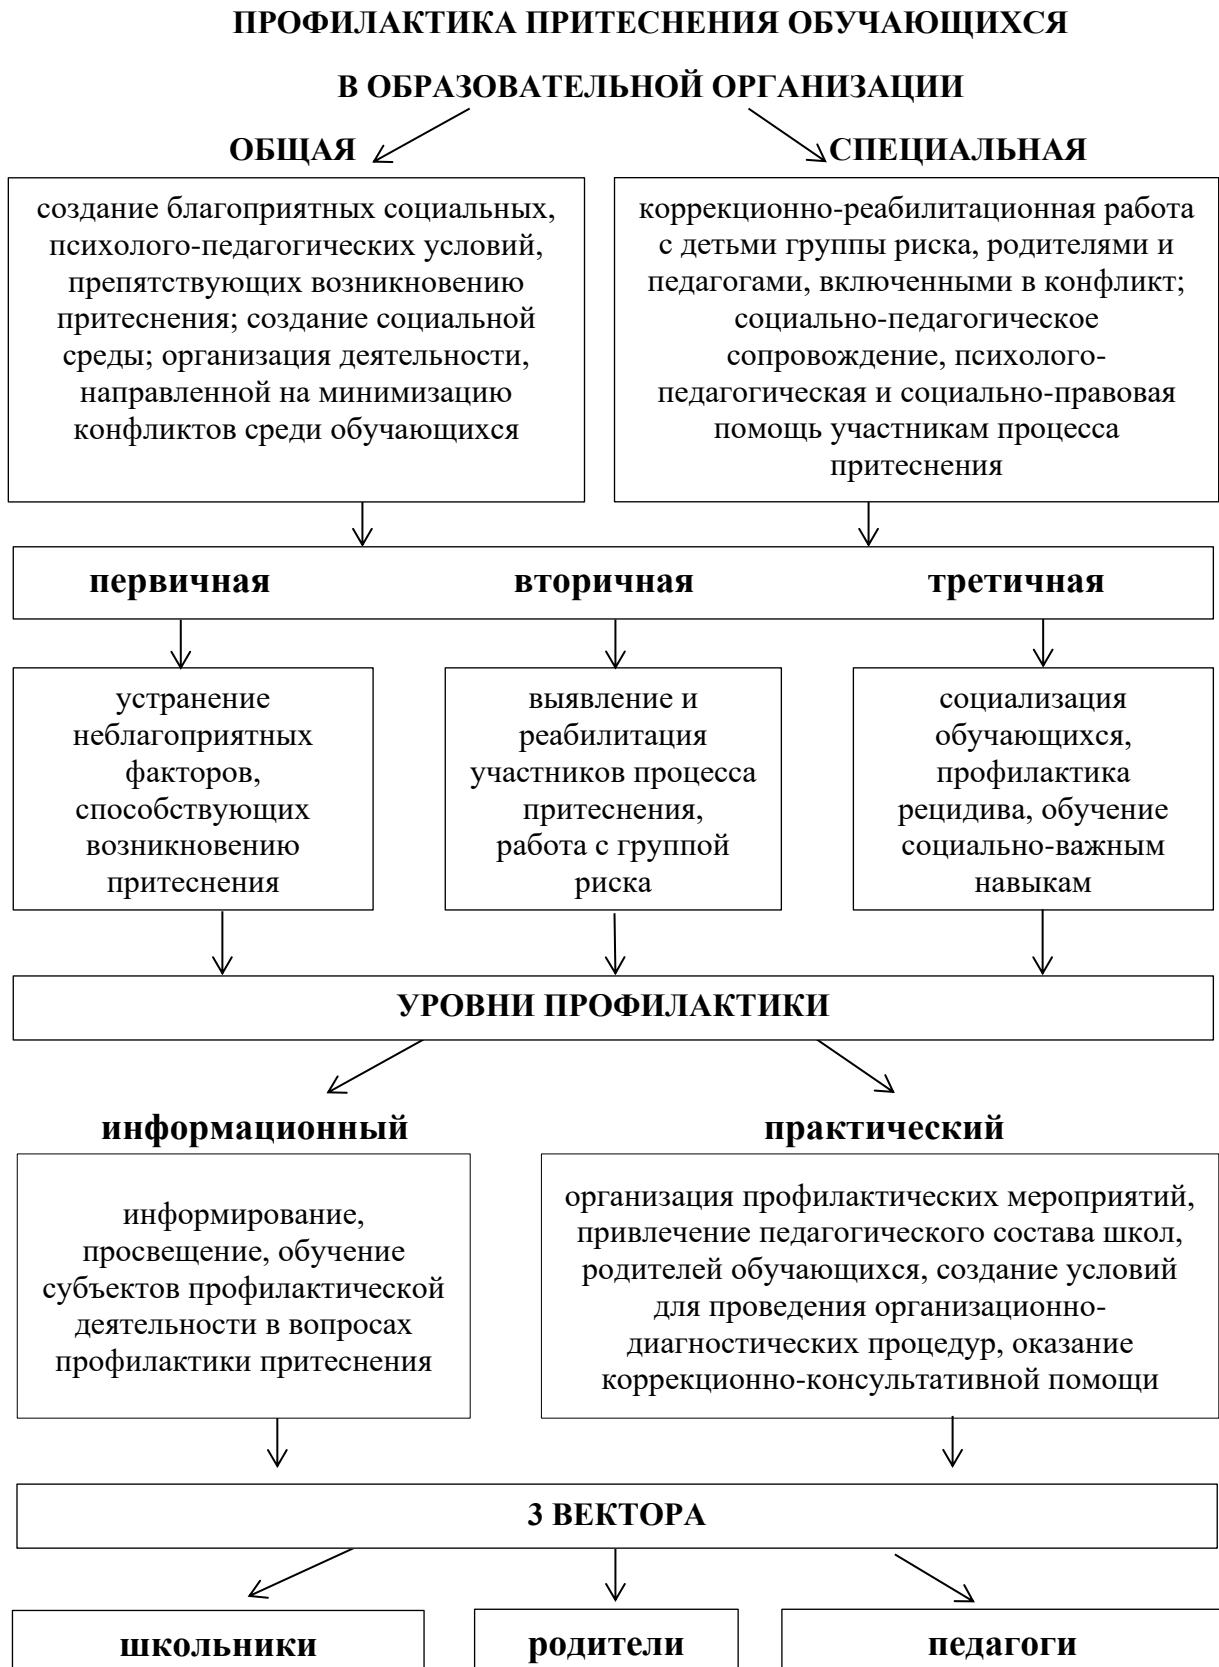 ПРОФИЛАКТИКА ПРИТЕСНЕНИЯ ОБУЧАЮЩИХСЯ
В ОБРАЗОВАТЕЛЬНОЙ ОРГАНИЗАЦИИ
ОБЩАЯ
создание благоприятных социальных,
психолого-педагогических условий,
препятствующих возникновению
притеснения; создание социальной
среды; организация деятельности,
направленной на минимизацию
конфликтов среди обучающихся
СПЕЦИАЛЬНАЯ
коррекционно-реабилитационная работа
с детьми группы риска, родителями и
педагогами, включенными в конфликт;
социально-педагогическое
сопровождение, психолого-
педагогическая и социально-правовая
помощь участникам процесса
притеснения
первичная вторичная третичная
устранение
неблагоприятных
факторов,
способствующих
возникновению
притеснения
выявление и
реабилитация
участников процесса
притеснения,
работа с группой
риска
социализация
обучающихся,
профилактика
рецидива, обучение
социально-важным
навыкам
УРОВНИ ПРОФИЛАКТИКИ
информационный
информирование,
просвещение, обучение
субъектов профилактической
деятельности в вопросах
профилактики притеснения
практический
организация профилактических мероприятий,
привлечение педагогического состава школ,
родителей обучающихся, создание условий
для проведения организационно-
диагностических процедур, оказание
коррекционно-консультативной помощи
3 ВЕКТОРА
школьники
родители
педагоги